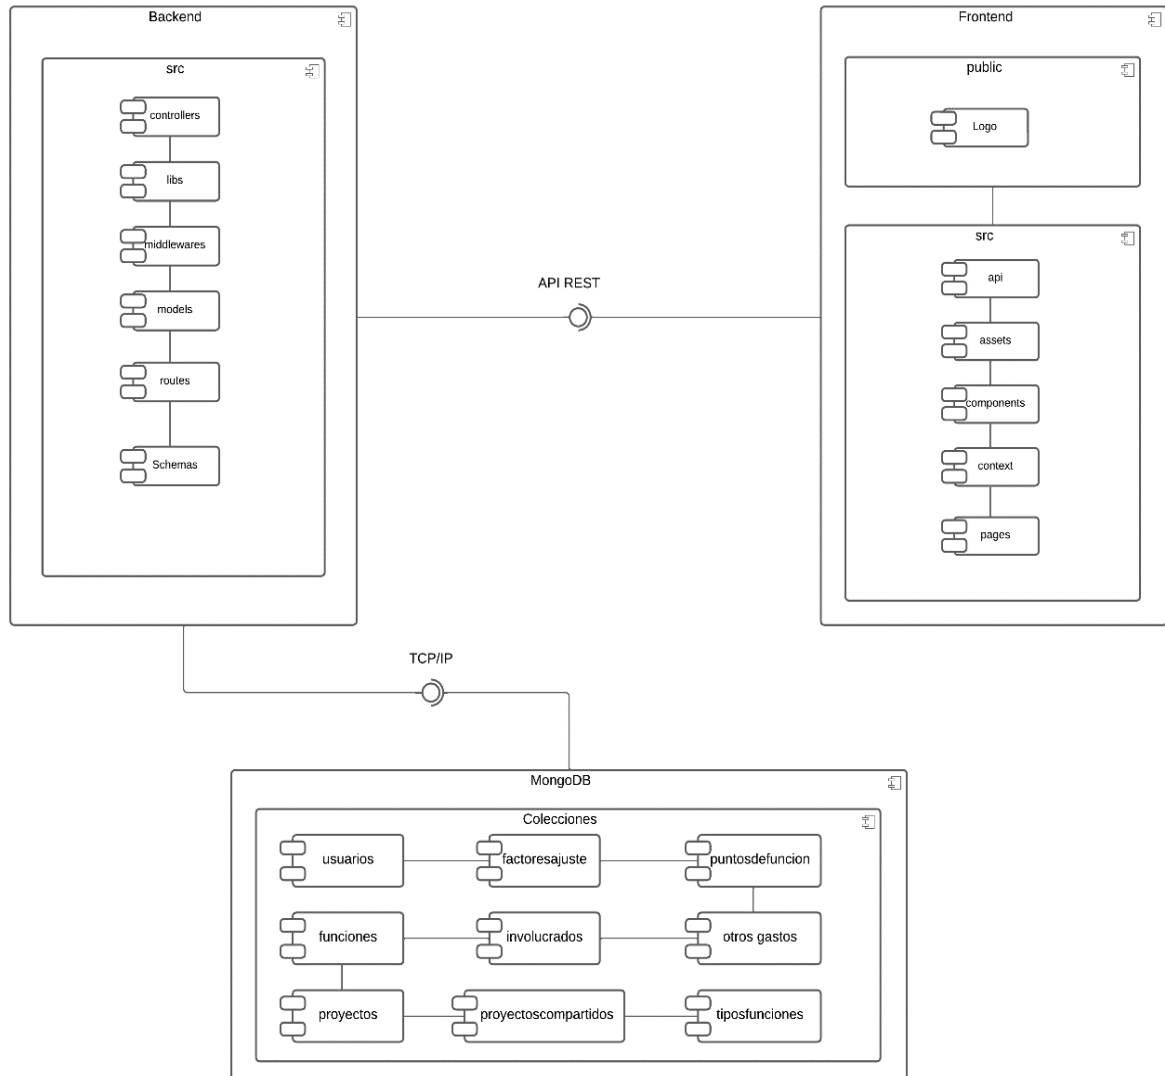 Backend
src
controllers
libs
middlewares
models
routes
Schemas
API REST
Frontend
public
Logo
src
api
assets
components
context
pages
TCP/IP
MongoDB
Colecciones
usuarios
factoresajuste
puntosdefuncion
funciones
involucrados
otros gastos
proyectos
proyectoscompartidos
tiposfunciones